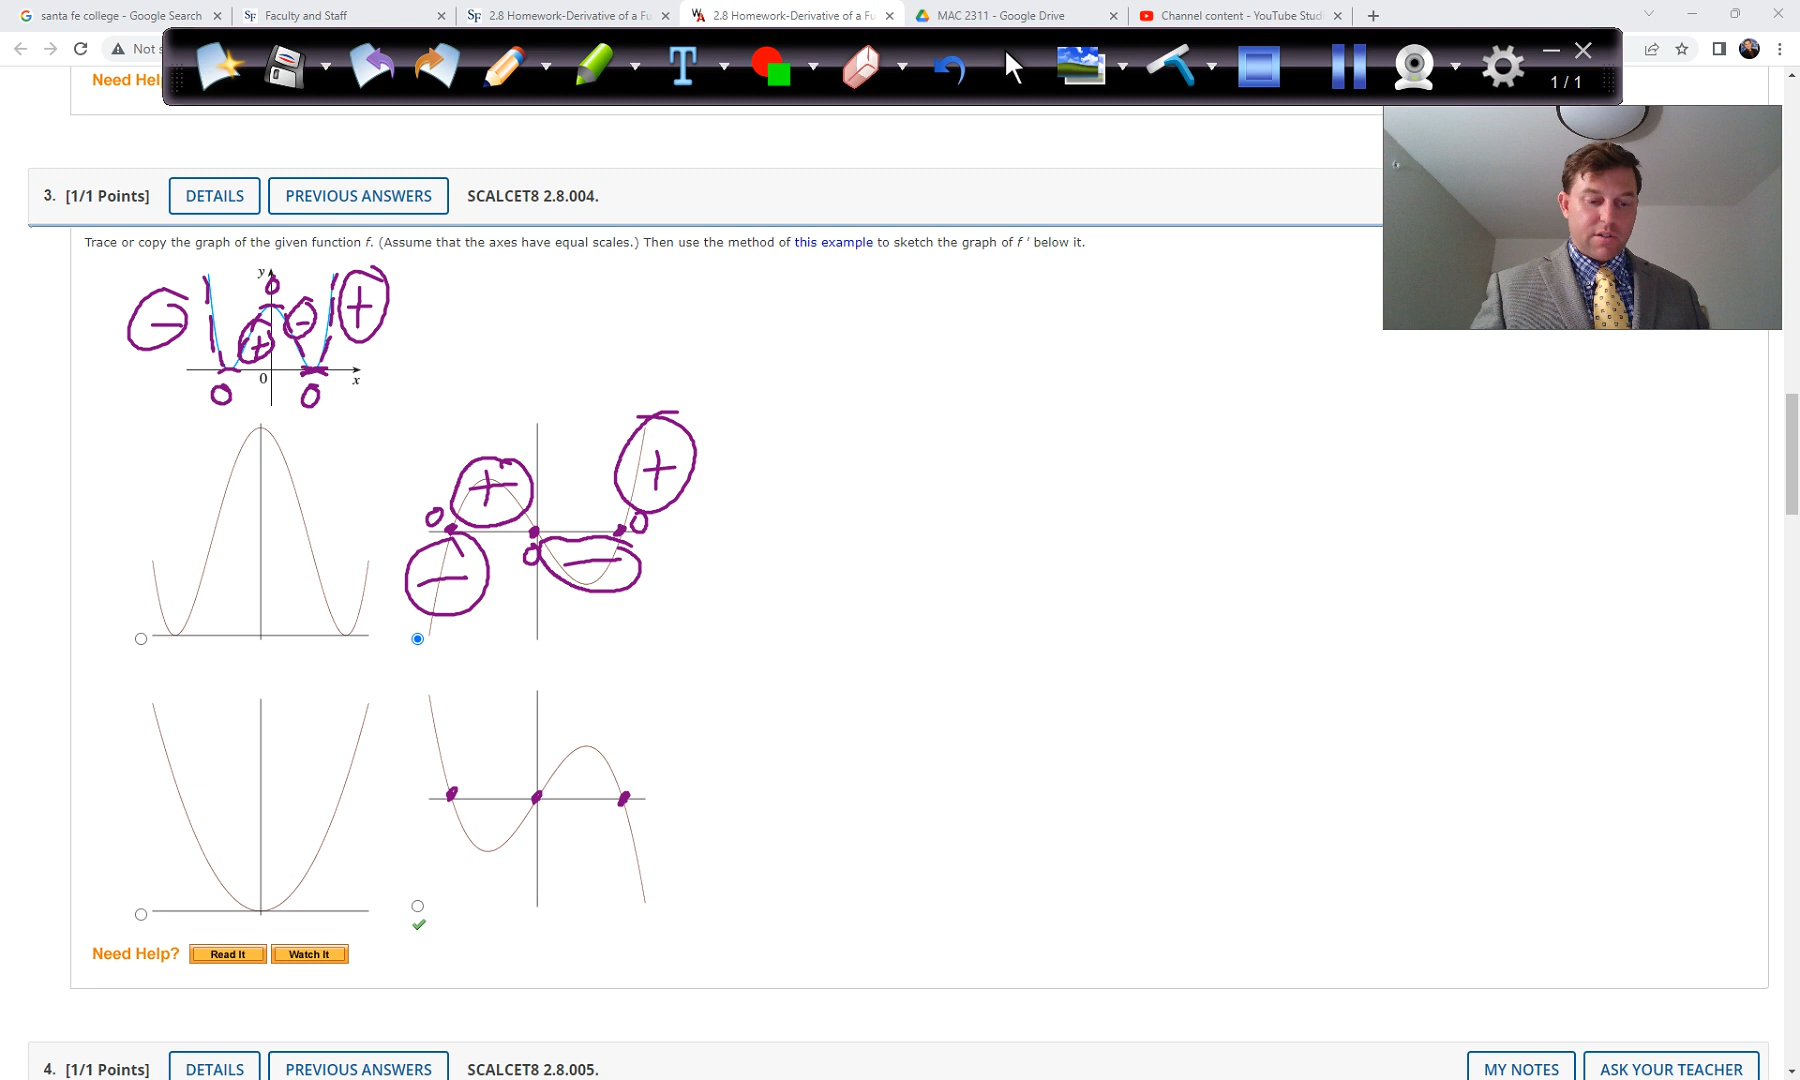 santa fe college - Google Search
Faculty and Staff
2.8 Homework-Derivative of a Fu
2.8 Homework-Derivative of a Fu
MAC 2311 - Google Drive
Channel content - YouTube Studi
Not s
T
1 / 1
Need Hel
3. [1/1 Points] DETAILS PREVIOUS ANSWERS SCALCET8 2.8.004.
Trace or copy the graph of the given function f. (Assume that the axes have equal scales.) Then use the method of this example to sketch the graph of f ' below it.
y
0
− + − +
0 x
0 0
+ +
0 0
− 0 −
Need Help? Read It Watch It
4. [1/1 Points] DETAILS PREVIOUS ANSWERS SCALCET8 2.8.005. MY NOTES ASK YOUR TEACHER